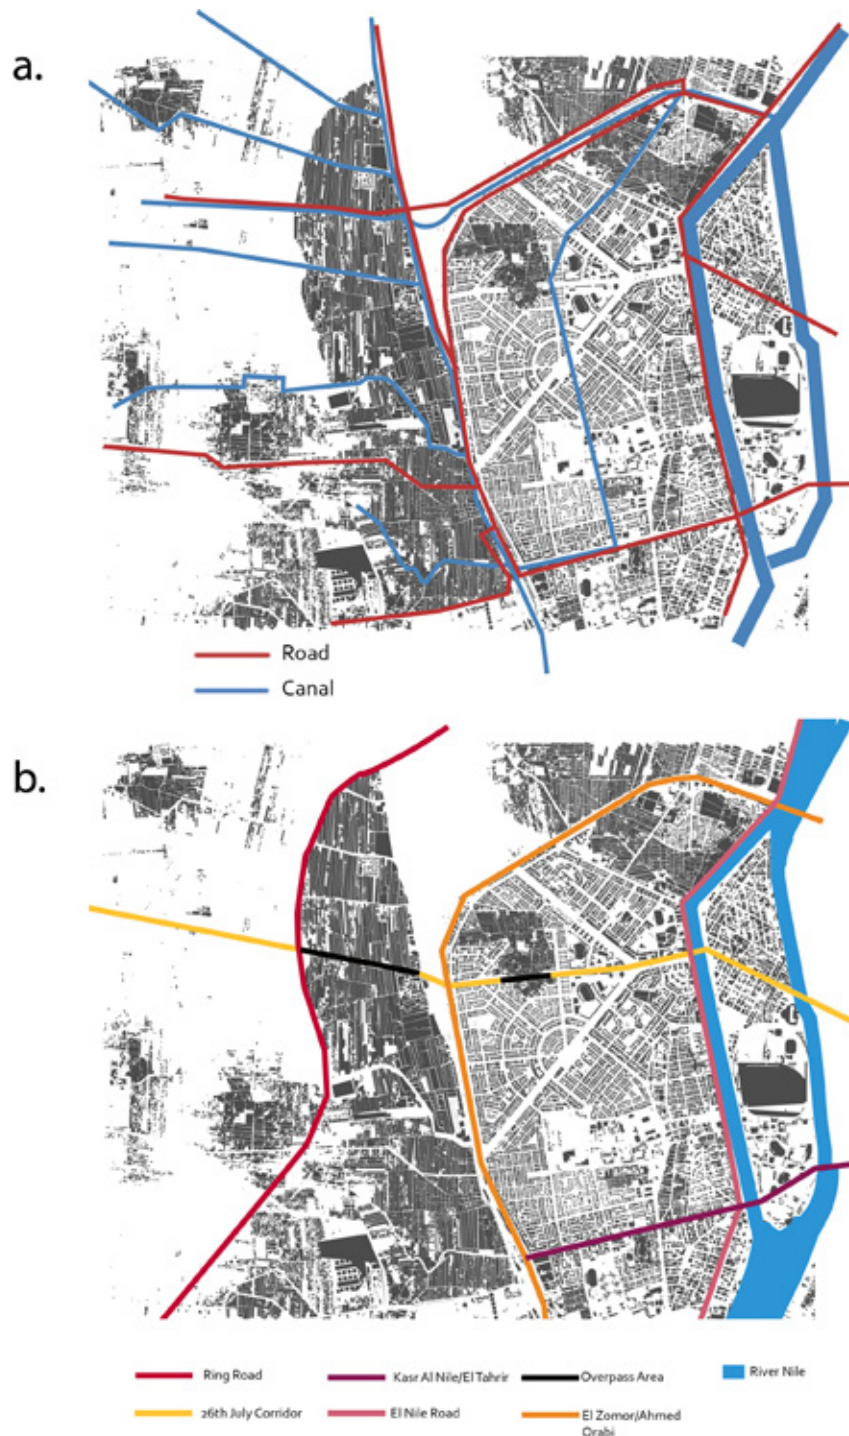 a.
Road
Canal
b.
Ring Road
Kasr Al Nile/El Tahrir
Overpass Area
River Nile
26th July Corridor
El Nile Road
El Zomor/Ahmed
Orabi